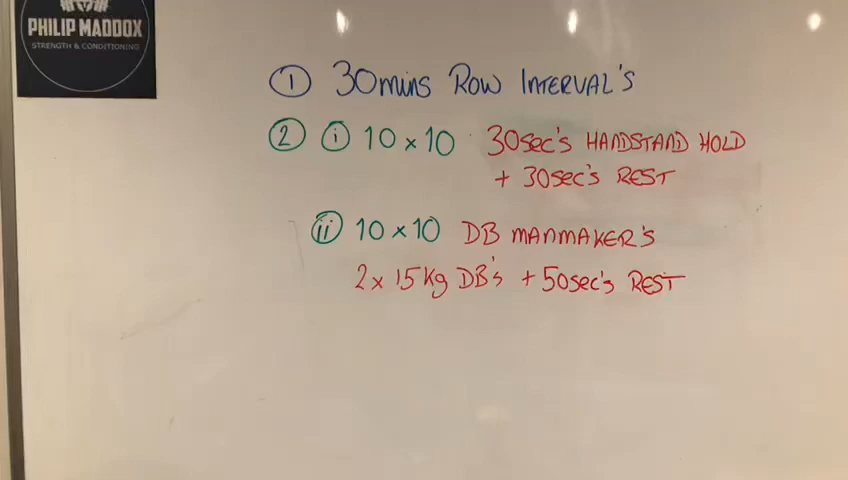 PHILIP MADDOX
STRENGTH & CONDITIONING
① 30mins ROW INTERVAL'S
② ⓘ 10 × 10 30sec's HANDSTAND HOLD
+ 30sec's REST
ⓘⓘ 10 × 10 DB MANMAKER'S
2 × 15kg DB's + 50sec's REST